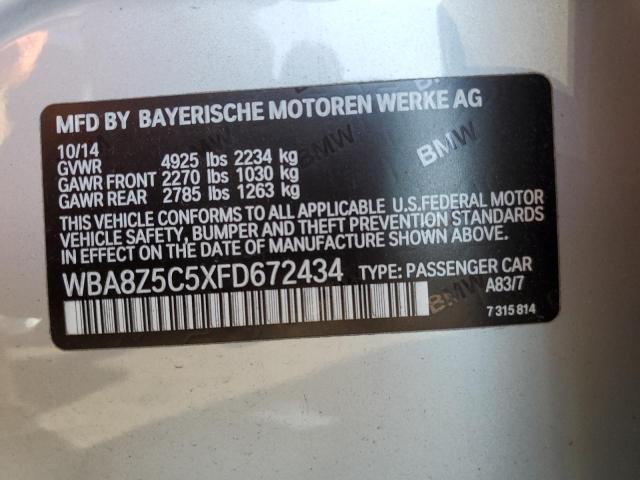 MFD BY BAYERISCHE MOTOREN WERKE AG
10/14
GVWR 4925 lbs 2234 kg
GAWR FRONT 2270 lbs 1030 kg
GAWR REAR 2785 lbs 1263 kg
THIS VEHICLE CONFORMS TO ALL APPLICABLE U.S.FEDERAL MOTOR
VEHICLE SAFETY, BUMPER AND THEFT PREVENTION STANDARDS
IN EFFECT ON THE DATE OF MANUFACTURE SHOWN ABOVE.
WBA8Z5C5XFD672434 TYPE: PASSENGER CAR
A83/7
7 315 814
BMW
BMW
BMW